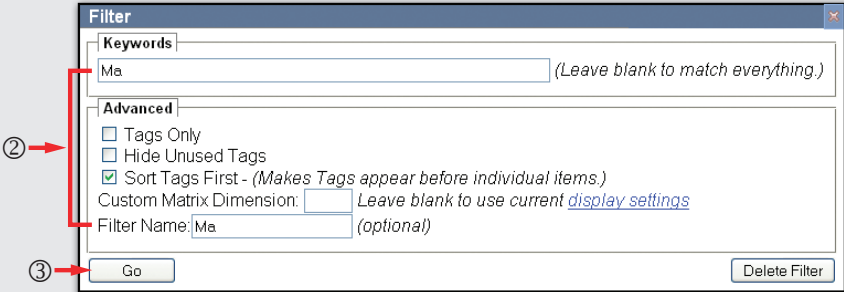 Filter
Keywords
Ma (Leave blank to match everything.)
Advanced
Tags Only
② Hide Unused Tags
Sort Tags First - (Makes Tags appear before individual items.)
Custom Matrix Dimension: Leave blank to use current display settings
Filter Name: Ma (optional)
③ Go Delete Filter